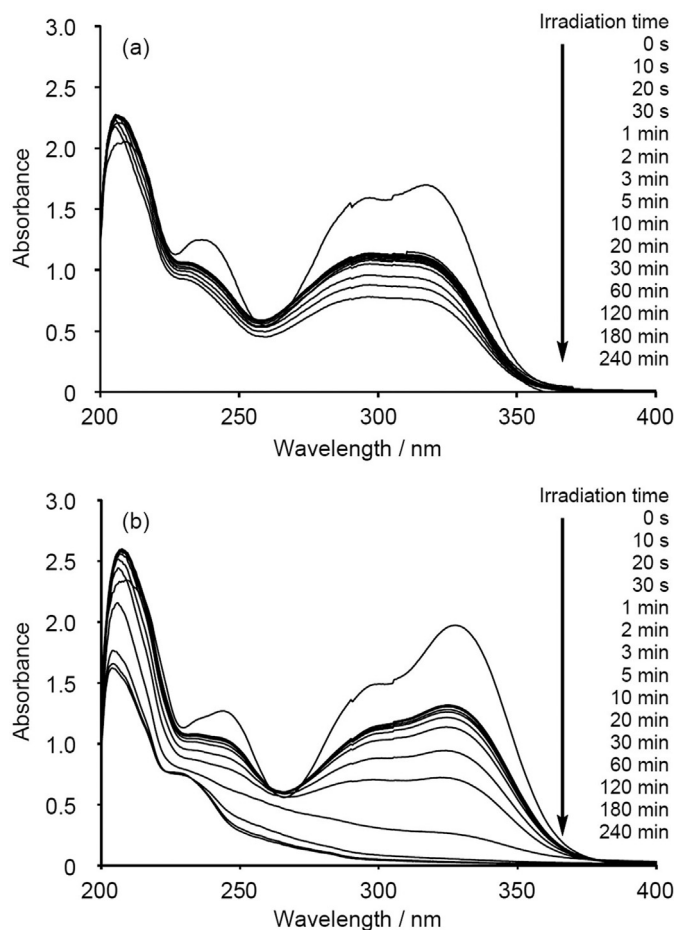 (a)
Irradiation time
0 s
10 s
20 s
30 s
1 min
2 min
3 min
5 min
10 min
20 min
30 min
60 min
120 min
180 min
240 min
3.0
2.5
2.0
1.5
1.0
0.5
0
Absorbance
200 250 300 350 400
Wavelength / nm
(b)
Irradiation time
0 s
10 s
20 s
30 s
1 min
2 min
3 min
5 min
10 min
20 min
30 min
60 min
120 min
180 min
240 min
3.0
2.5
2.0
1.5
1.0
0.5
0
Absorbance
200 250 300 350 400
Wavelength / nm